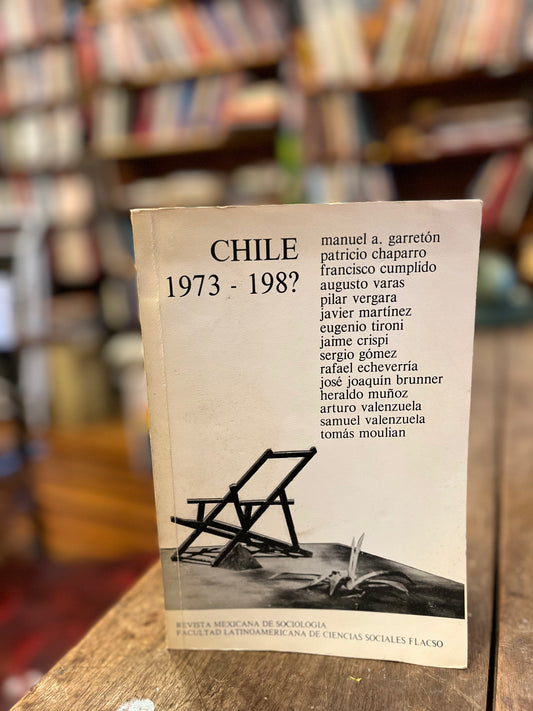 CHILE
1973 - 198?
manuel a. garretón
patricio chaparro
francisco cumplido
augusto varas
pilar vergara
javier martínez
eugenio tironi
jaime crispi
sergio gómez
rafael echeverría
josé joaquín brunner
heraldo muñoz
arturo valenzuela
samuel valenzuela
tomás moulian
REVISTA MEXICANA DE SOCIOLOGIA
FACULTAD LATINOAMERICANA DE CIENCIAS SOCIALES FLACSO